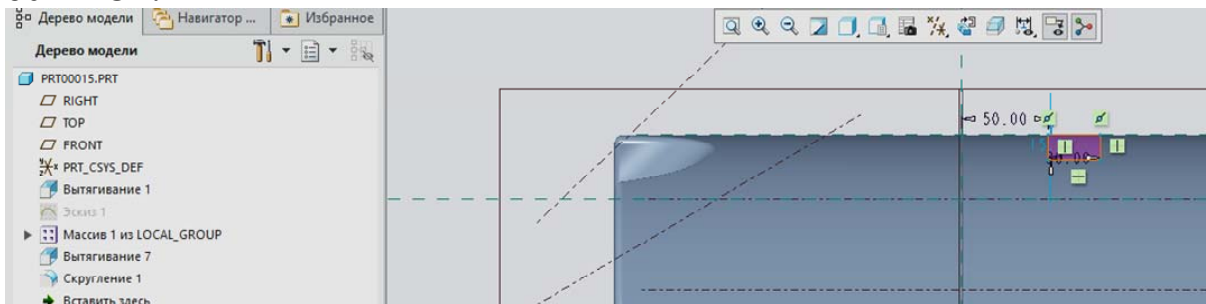 Дерево модели Навигатор ... Избранное
Дерево модели
PRT00015.PRT
RIGHT
TOP
FRONT
PRT_CSYS_DEF
Вытягивание 1
Эскиз 1
Массив 1 из LOCAL_GROUP
Вытягивание 7
Скругление 1
Вставить здесь
50.00